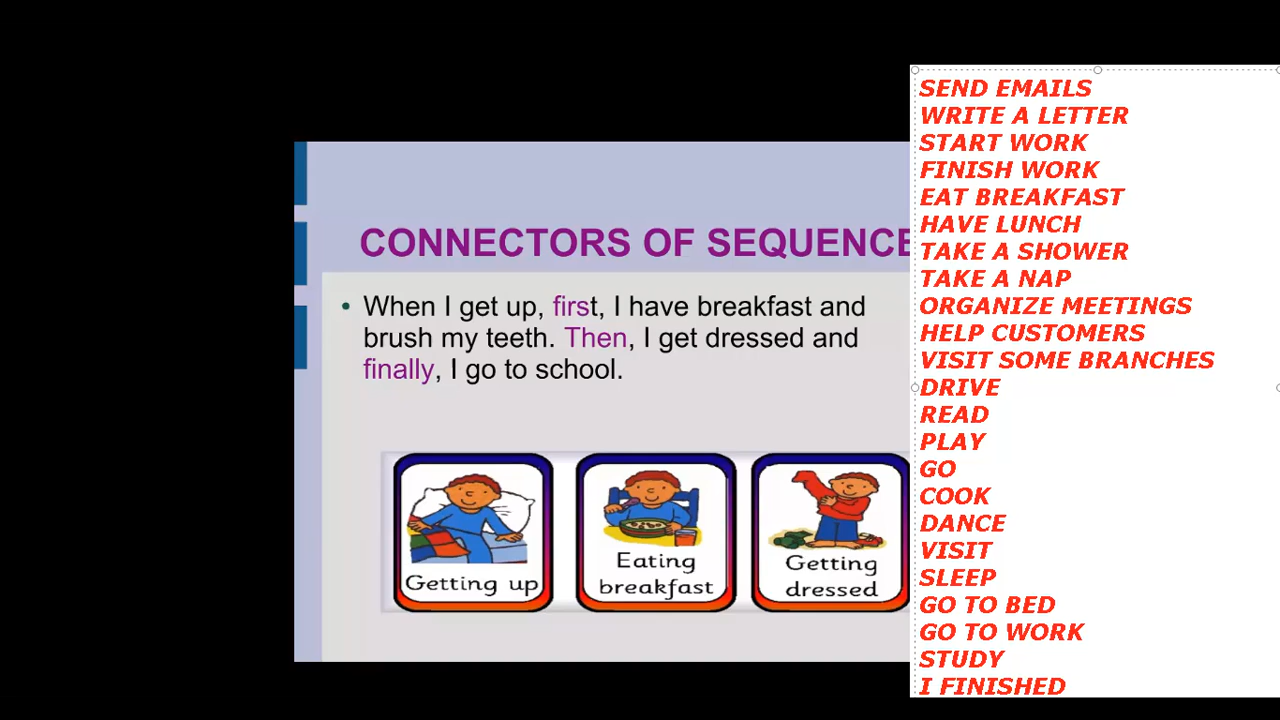 CONNECTORS OF SEQUENCE
• When I get up, first, I have breakfast and
brush my teeth. Then, I get dressed and
finally, I go to school.
Getting up
Eating
breakfast
Getting
dressed
SEND EMAILS
WRITE A LETTER
START WORK
FINISH WORK
EAT BREAKFAST
HAVE LUNCH
TAKE A SHOWER
TAKE A NAP
ORGANIZE MEETINGS
HELP CUSTOMERS
VISIT SOME BRANCHES
DRIVE
READ
PLAY
GO
COOK
DANCE
VISIT
SLEEP
GO TO BED
GO TO WORK
STUDY
I FINISHED